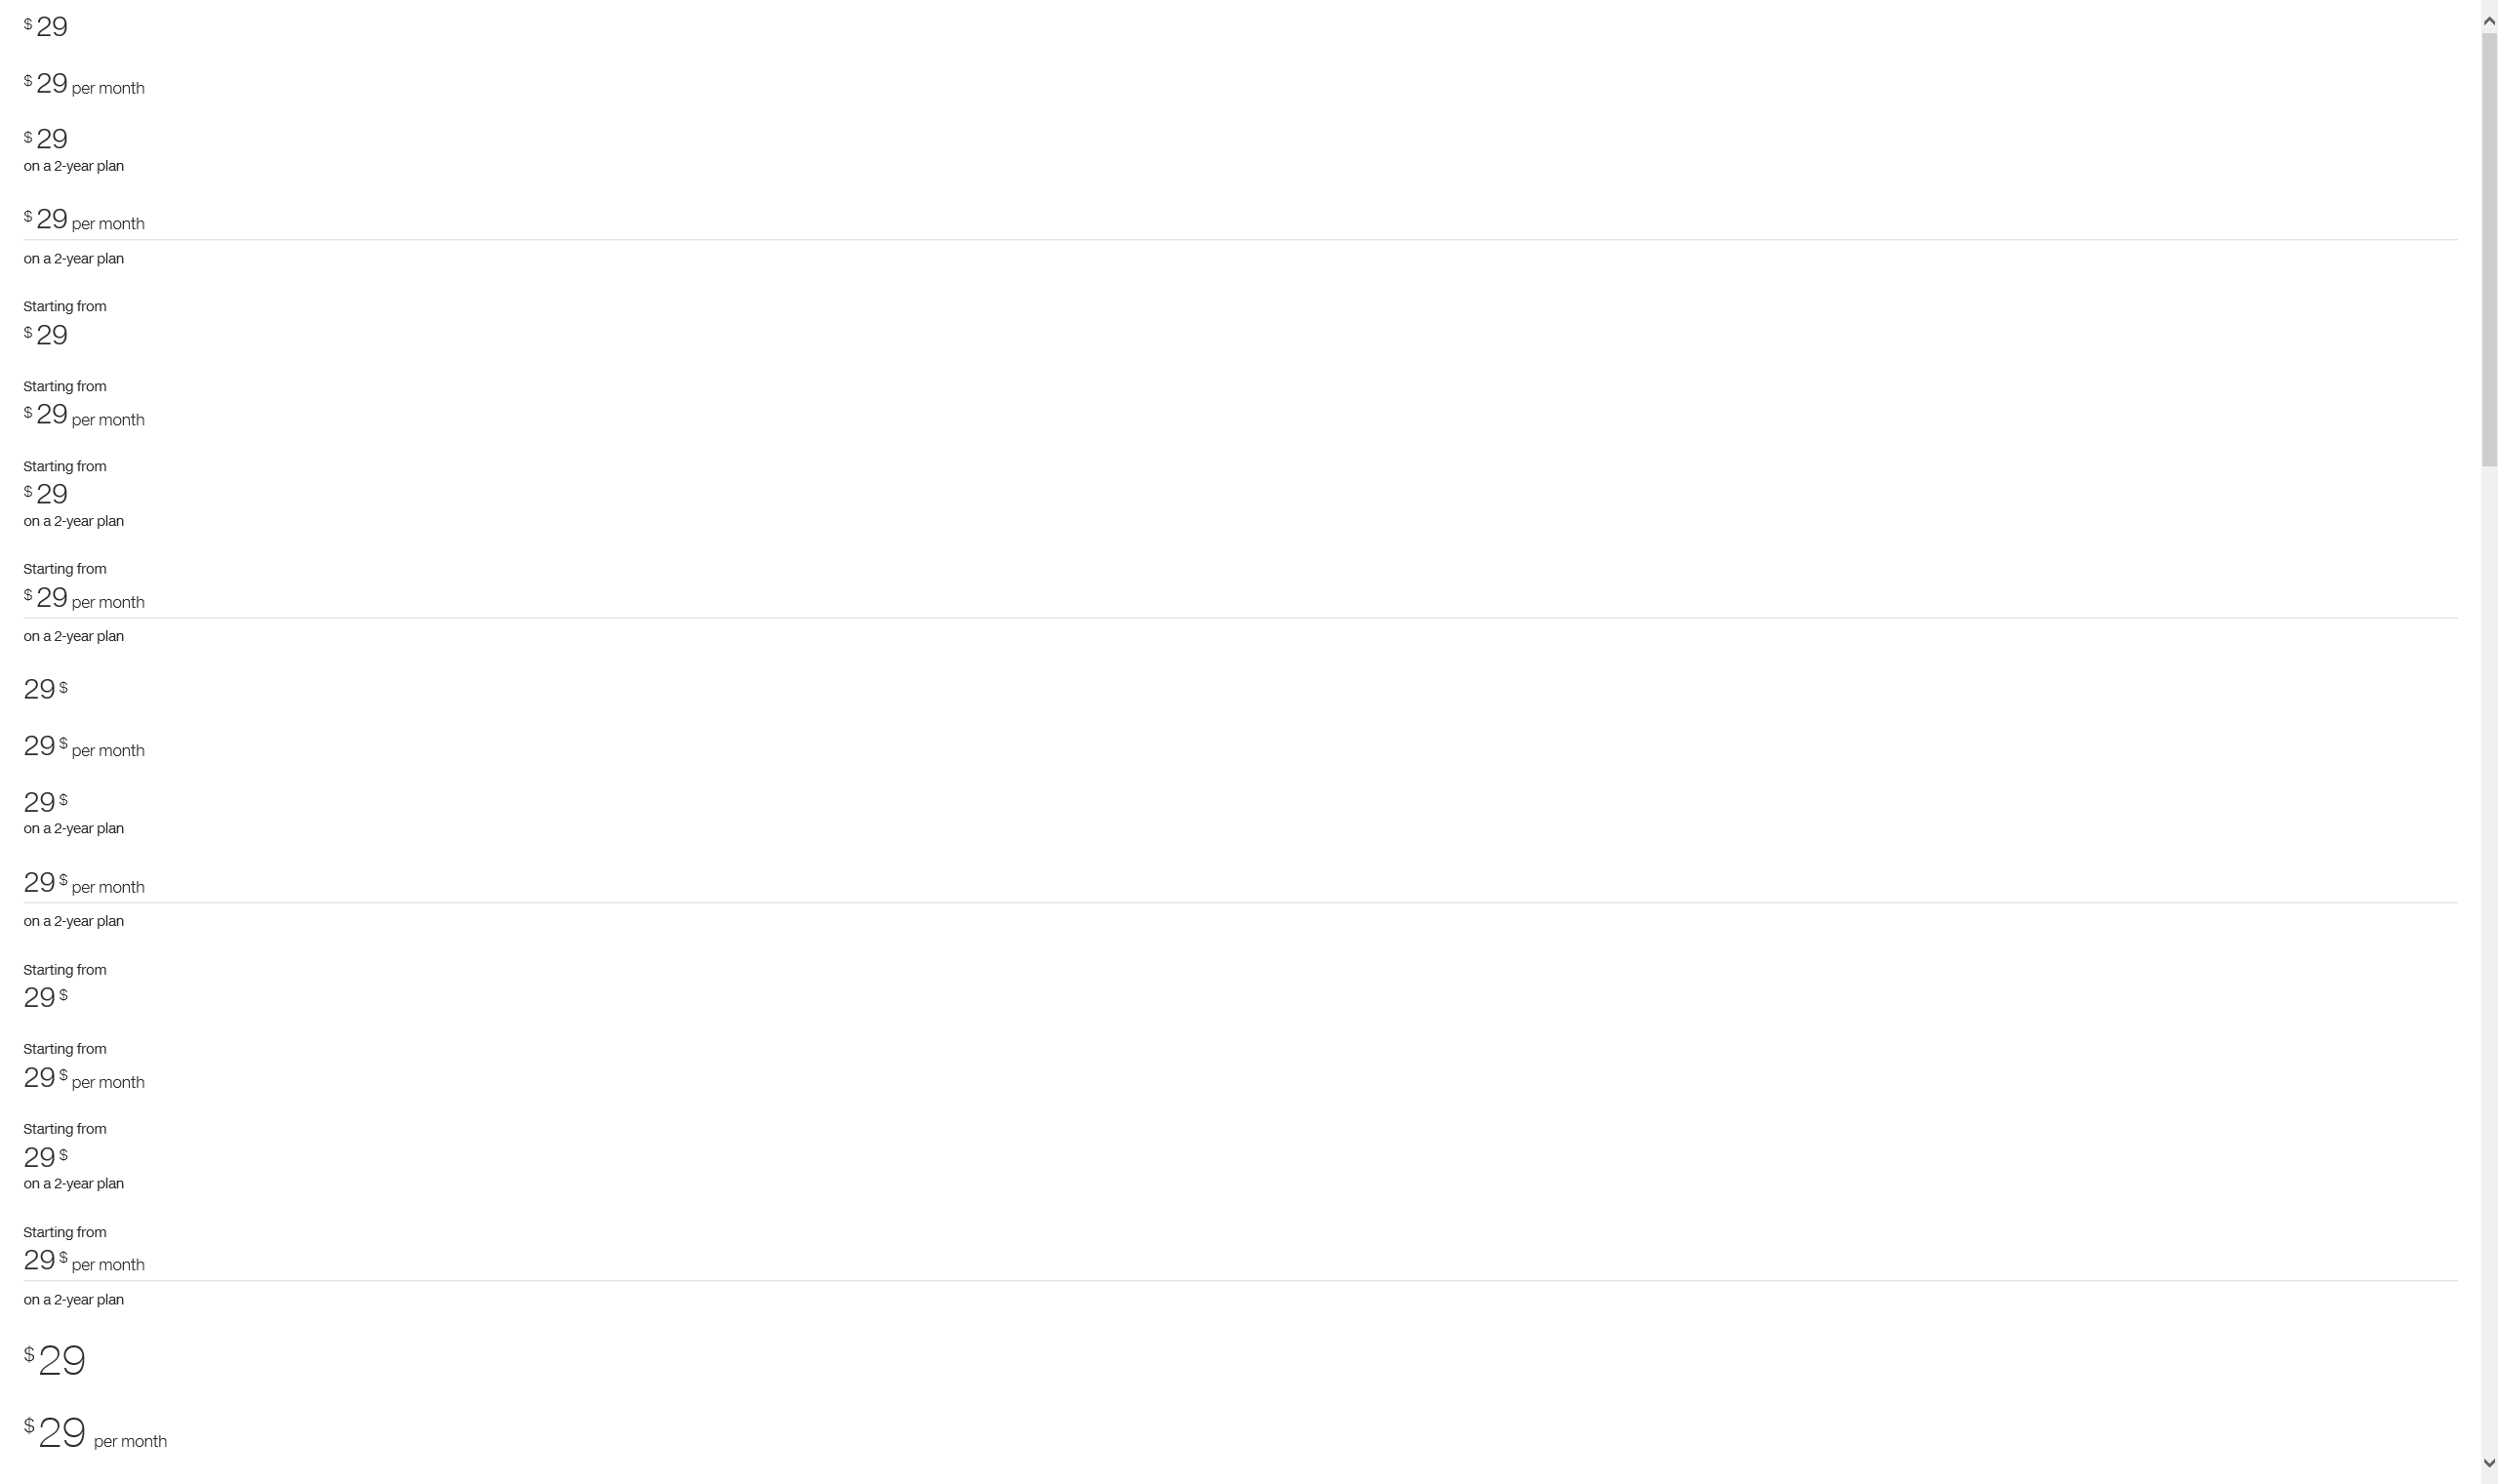 $ 29
$ 29 per month
$ 29
on a 2-year plan
$ 29 per month
on a 2-year plan
Starting from
$ 29
Starting from
$ 29 per month
Starting from
$ 29
on a 2-year plan
Starting from
$ 29 per month
on a 2-year plan
29 $
29 $ per month
29 $
on a 2-year plan
29 $ per month
on a 2-year plan
Starting from
29 $
Starting from
29 $ per month
Starting from
29 $
on a 2-year plan
Starting from
29 $ per month
on a 2-year plan
$ 29
$ 29 per month